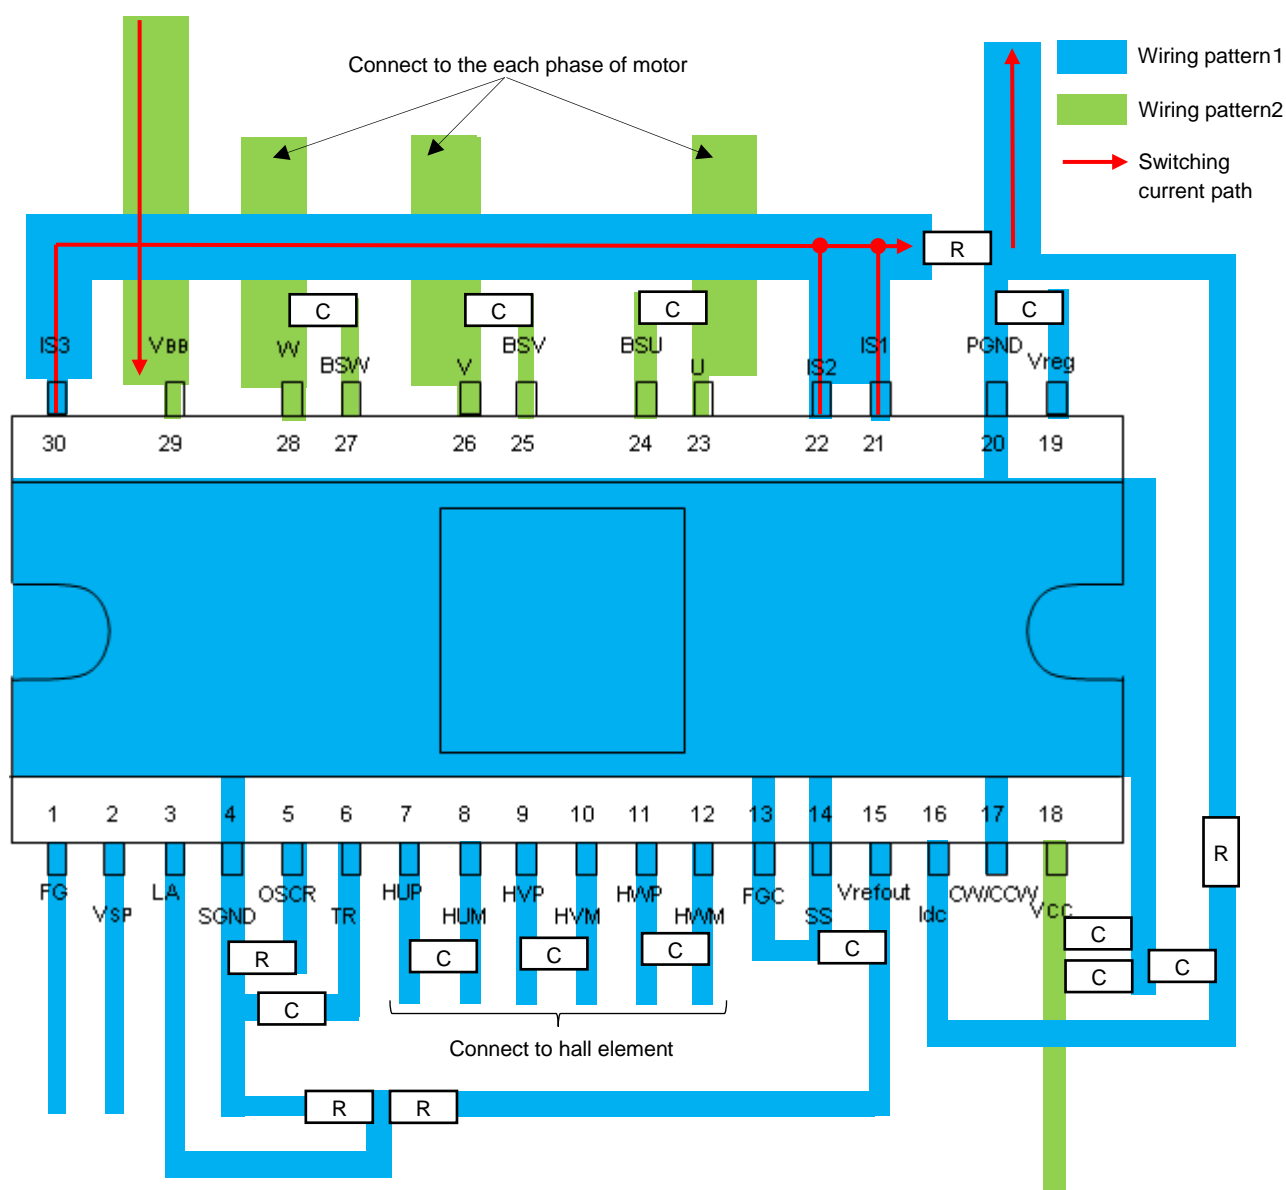 Connect to the each phase of motor
Wiring pattern1
Wiring pattern2
Switching
current path
R
C
C
C
C
IS3
VBB
W
BSW
V
BSV
BSU
U
IS2
IS1
PGND
Vreg
30
29
28
27
26
25
24
23
22
21
20
19
1
2
3
4
5
6
7
8
9
10
11
12
13
14
15
16
17
18
R
FG
VSP
LA
SGND
OSCR
TR
HUP
HUM
HVP
HVM
HWP
HWM
FGC
SS
Vrefout
Idc
CW/CCW
VCC
R
C
C
C
C
C
C
C
C
Connect to hall element
R
R